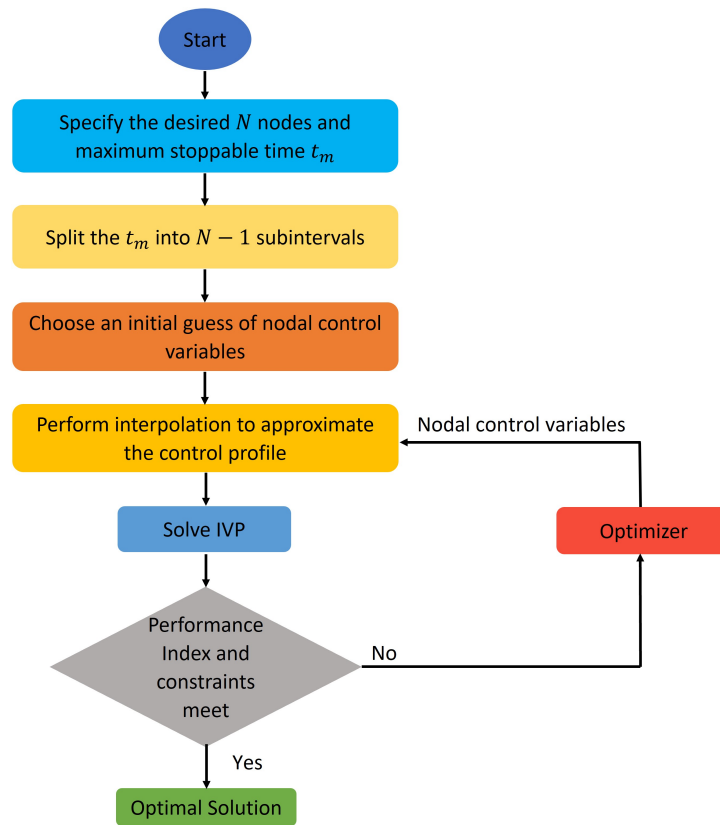 Start
Specify the desired N nodes and
maximum stoppable time t_m
Split the t_m into N − 1 subintervals
Choose an initial guess of nodal control
variables
Perform interpolation to approximate
the control profile
Nodal control variables
Solve IVP
Optimizer
Performance
Index and
constraints
meet
No
Yes
Optimal Solution